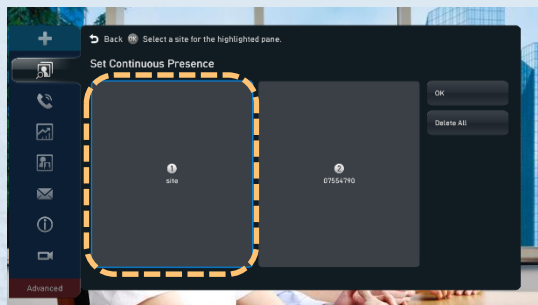 Back OK Select a site for the highlighted pane.
Set Continuous Presence
OK
Delete All
1
site
2
07554790
Advanced